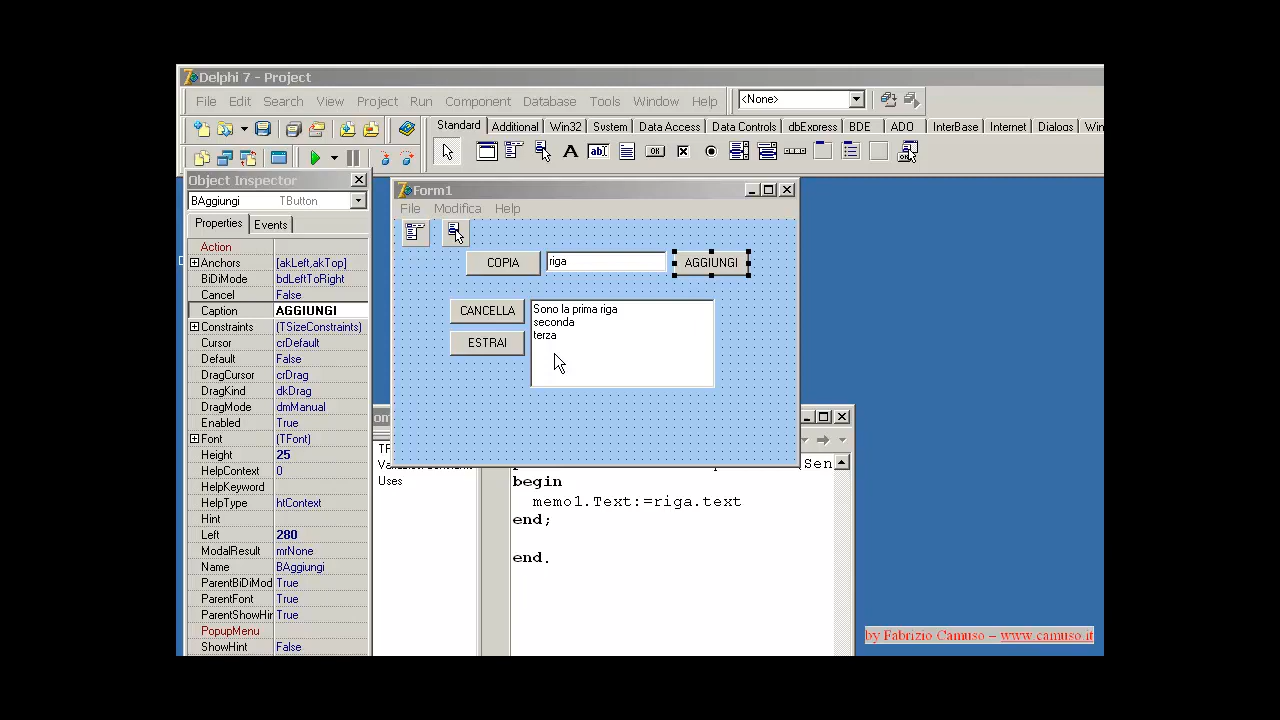 Delphi 7 - Project
File Edit Search View Project Run Component Database Tools Window Help
<None>
Standard Additional Win32 System Data Access Data Controls dbExpress BDE ADO InterBase Internet Dialogs
Object Inspector
BAggiungi TButton
Properties Events
Action
Anchors [akLeft,akTop]
BiDiMode bdLeftToRight
Cancel False
Caption AGGIUNGI
Constraints (TSizeConstraints)
Cursor crDefault
Default False
DragCursor crDrag
DragKind dkDrag
DragMode dmManual
Enabled True
Font (TFont)
Height 25
HelpContext 0
HelpKeyword
HelpType htContext
Hint
Left 280
ModalResult mrNone
Name BAggiungi
ParentBiDiMod True
ParentFont True
ParentShowHir True
PopupMenu
ShowHint False
Form1
File Modifica Help
COPIA riga AGGIUNGI
CANCELLA
ESTRAI
Sono la prima riga
seconda
terza
Uses
begin
memo1.Text:=riga.text
end;
end.
by Fabrizio Camuso – www.camuso.it